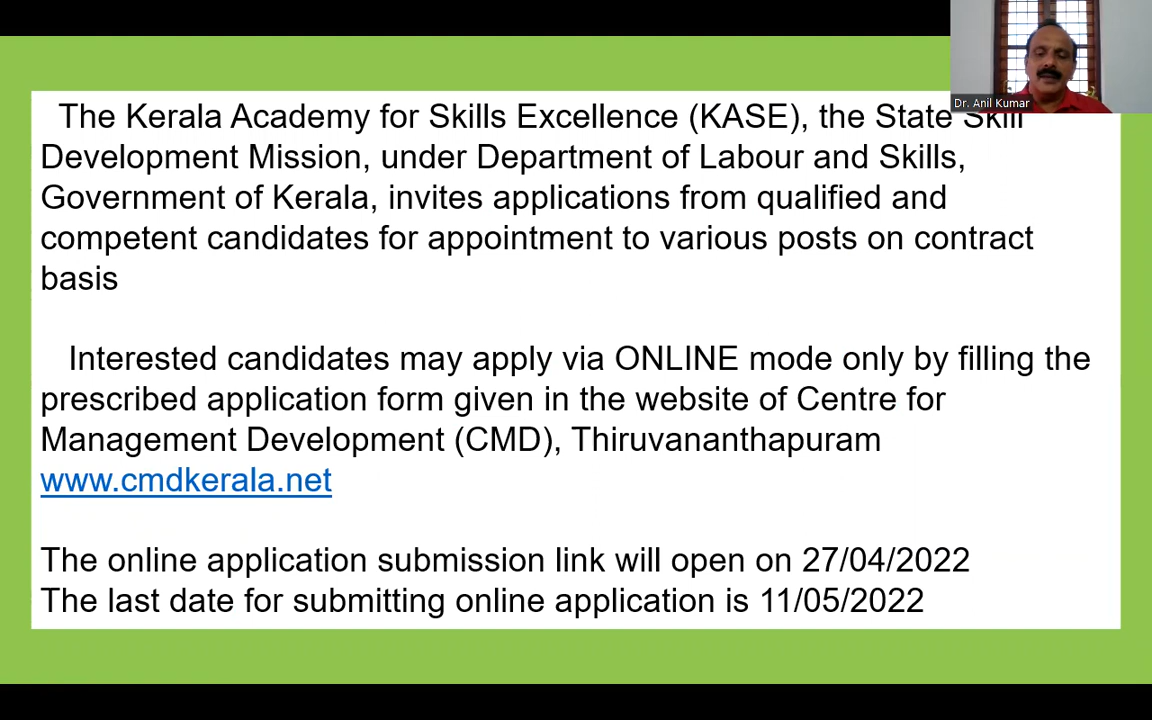 Dr. Anil Kumar
The Kerala Academy for Skills Excellence (KASE), the State Skill
Development Mission, under Department of Labour and Skills,
Government of Kerala, invites applications from qualified and
competent candidates for appointment to various posts on contract
basis
Interested candidates may apply via ONLINE mode only by filling the
prescribed application form given in the website of Centre for
Management Development (CMD), Thiruvananthapuram
www.cmdkerala.net
The online application submission link will open on 27/04/2022
The last date for submitting online application is 11/05/2022